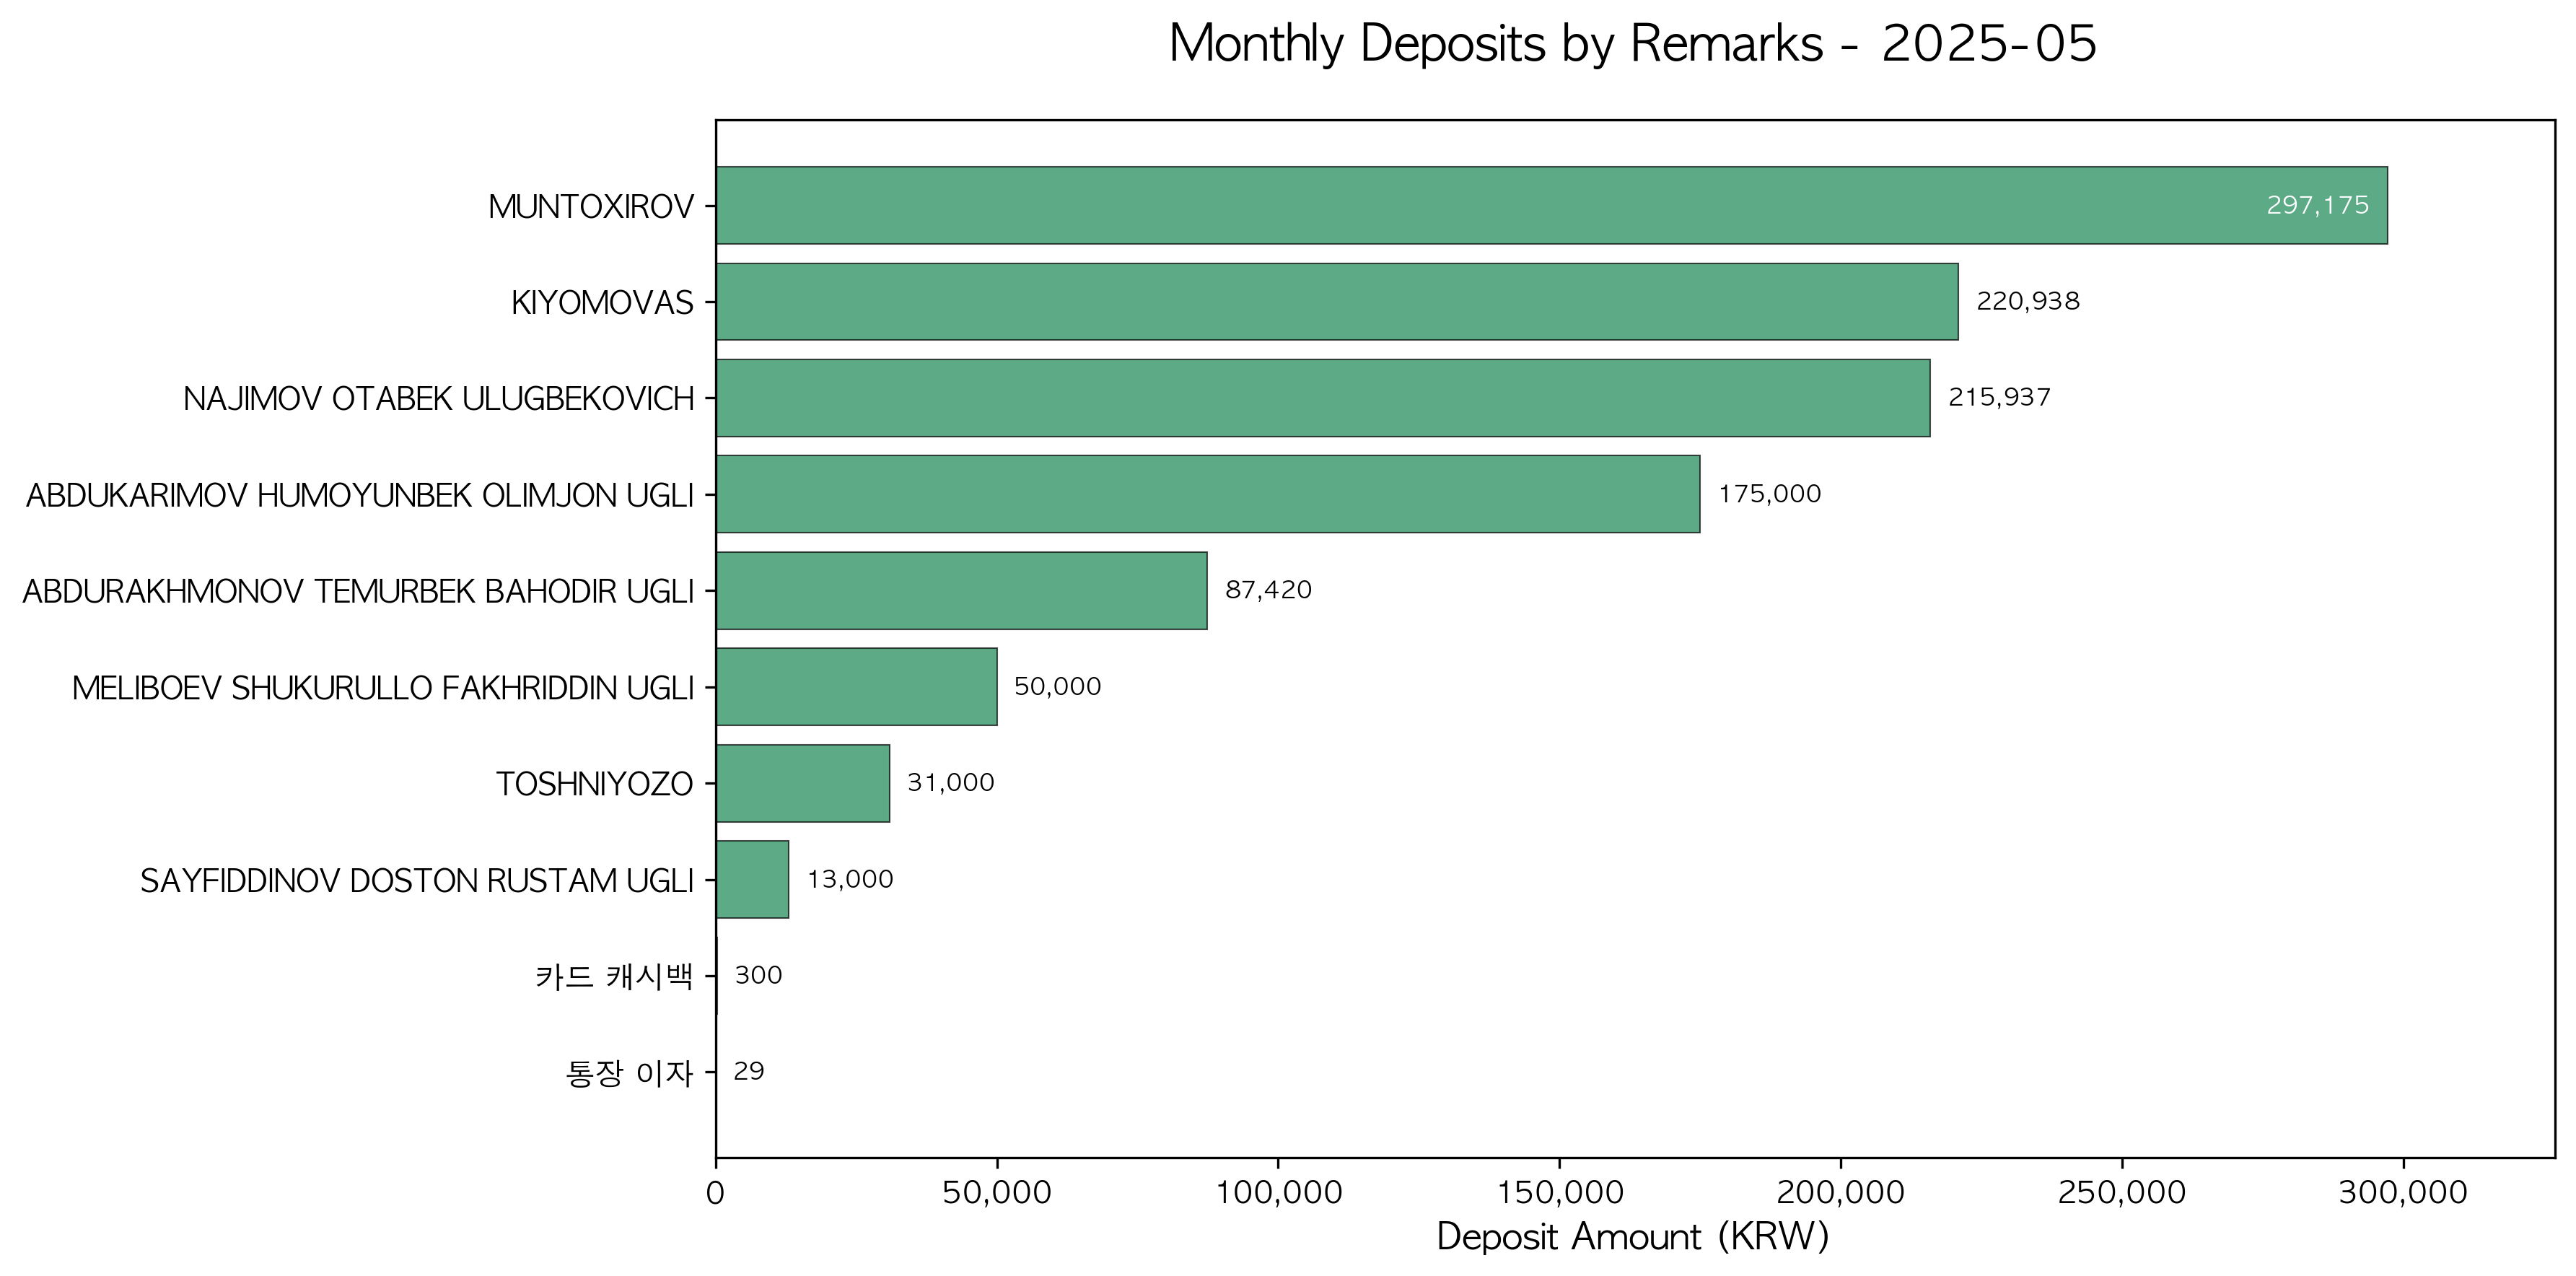 Monthly Deposits by Remarks - 2025-05
MUNTOXIROV
297,175
KIYOMOVAS
220,938
NAJIMOV OTABEK ULUGBEKOVICH
215,937
ABDUKARIMOV HUMOYUNBEK OLIMJON UGLI
175,000
ABDURAKHMONOV TEMURBEK BAHODIR UGLI
87,420
MELIBOEV SHUKURULLO FAKHRIDDIN UGLI
50,000
TOSHNIYOZO
31,000
SAYFIDDINOV DOSTON RUSTAM UGLI
13,000
카드 캐시백
300
통장 이자
29
0 50,000 100,000 150,000 200,000 250,000 300,000
Deposit Amount (KRW)